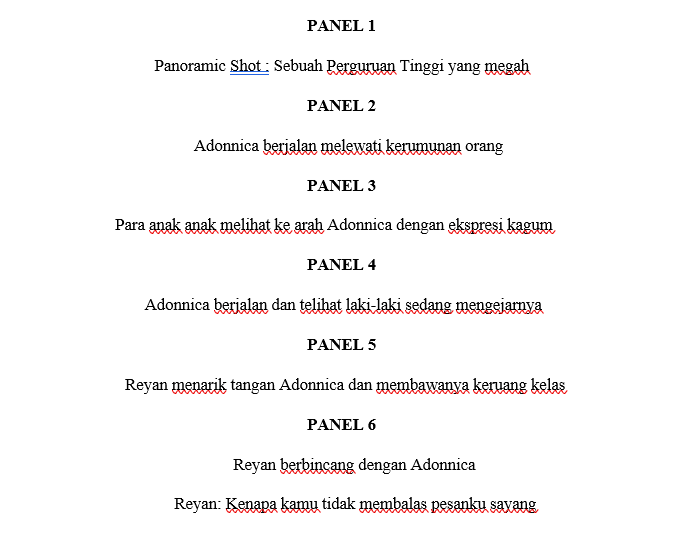 PANEL 1
Panoramic Shot : Sebuah Perguruan Tinggi yang megah
PANEL 2
Adonnica berjalan melewati kerumunan orang
PANEL 3
Para anak anak melihat ke arah Adonnica dengan ekspresi kagum
PANEL 4
Adonnica berjalan dan telihat laki-laki sedang mengejarnya
PANEL 5
Reyan menarik tangan Adonnica dan membawanya keruang kelas
PANEL 6
Reyan berbincang dengan Adonnica
Reyan: Kenapa kamu tidak membalas pesanku sayang